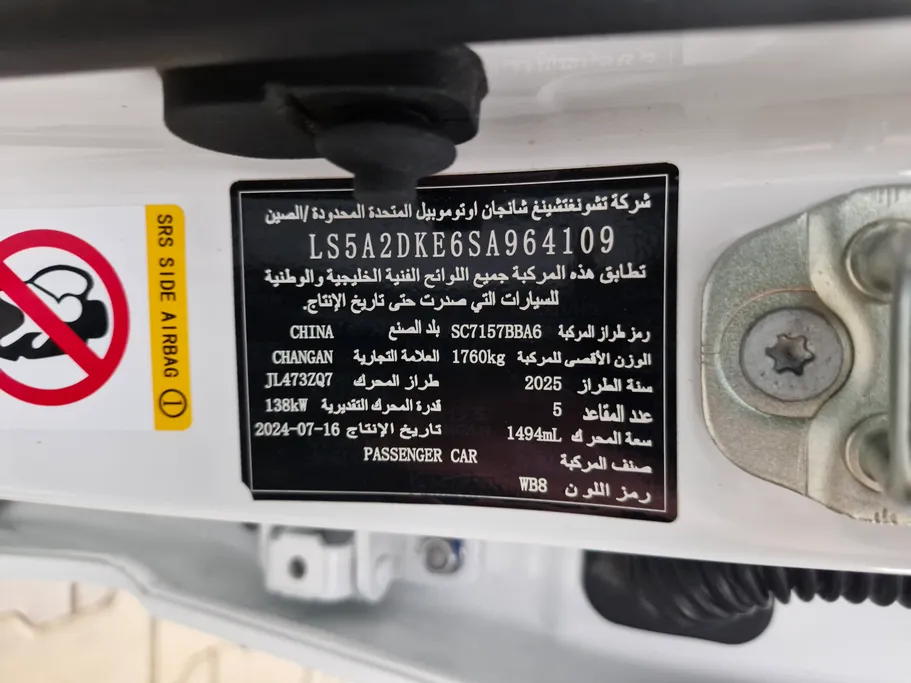 شركة تشونغتشينغ شانجان اوتوموبيل المتحدة المحدودة /الصين
LS5A2DKE6SA964109
تطابق هذه المركبة جميع اللوائح الفنية الخليجية والوطنية
للسيارات التي صدرت حتى تاريخ الإنتاج.
رمز طراز المركبة SC7157BBA6 بلد الصنع CHINA
الوزن الأقصى للمركبة 1760kg العلامة التجارية CHANGAN
سنة الطراز 2025 طراز المحرك JL473ZQ7
عدد المقاعد 5 قدرة المحرك التقديرية 138kW
سعة المحرك 1494mL تاريخ الإنتاج 2024-07-16
صنف المركبة PASSENGER CAR
رمز اللون WB8
SRS SIDE AIRBAG